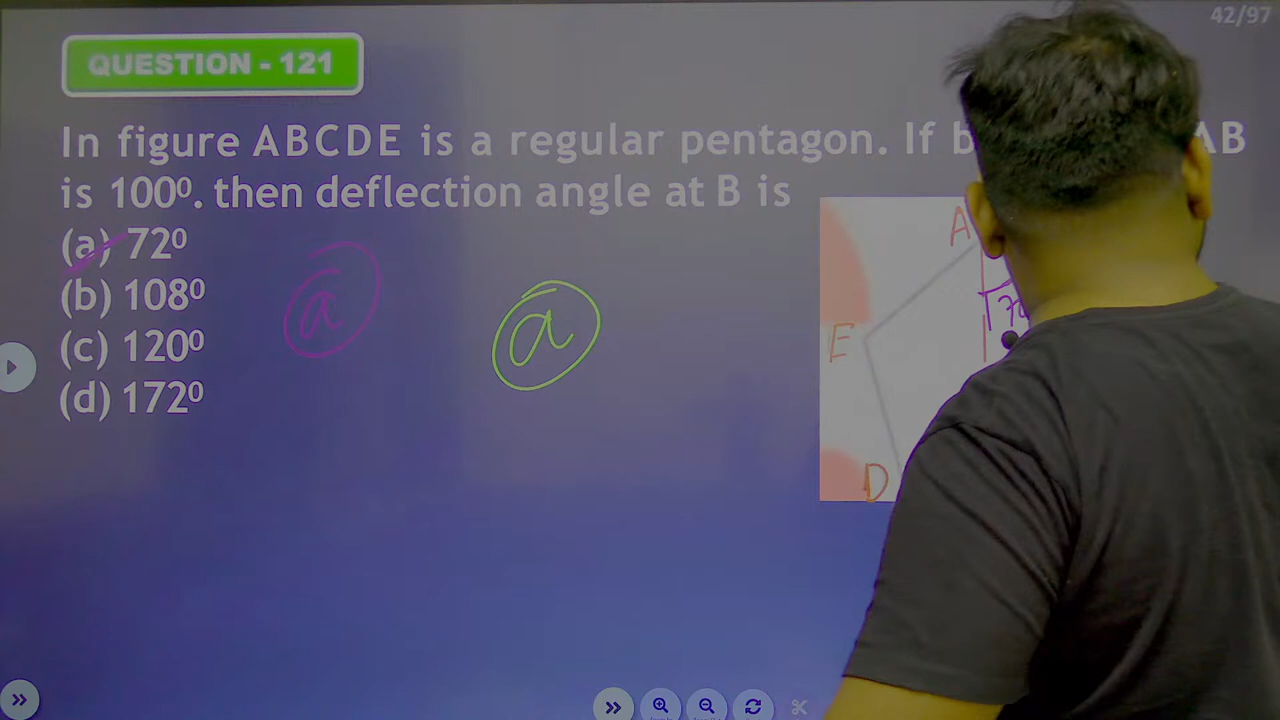 42/97
QUESTION - 121
In figure ABCDE is a regular pentagon. If AB
is 100⁰. then deflection angle at B is
(a) 72⁰
(b) 108⁰
(c) 120⁰
(d) 172⁰
a
a
A
E
D